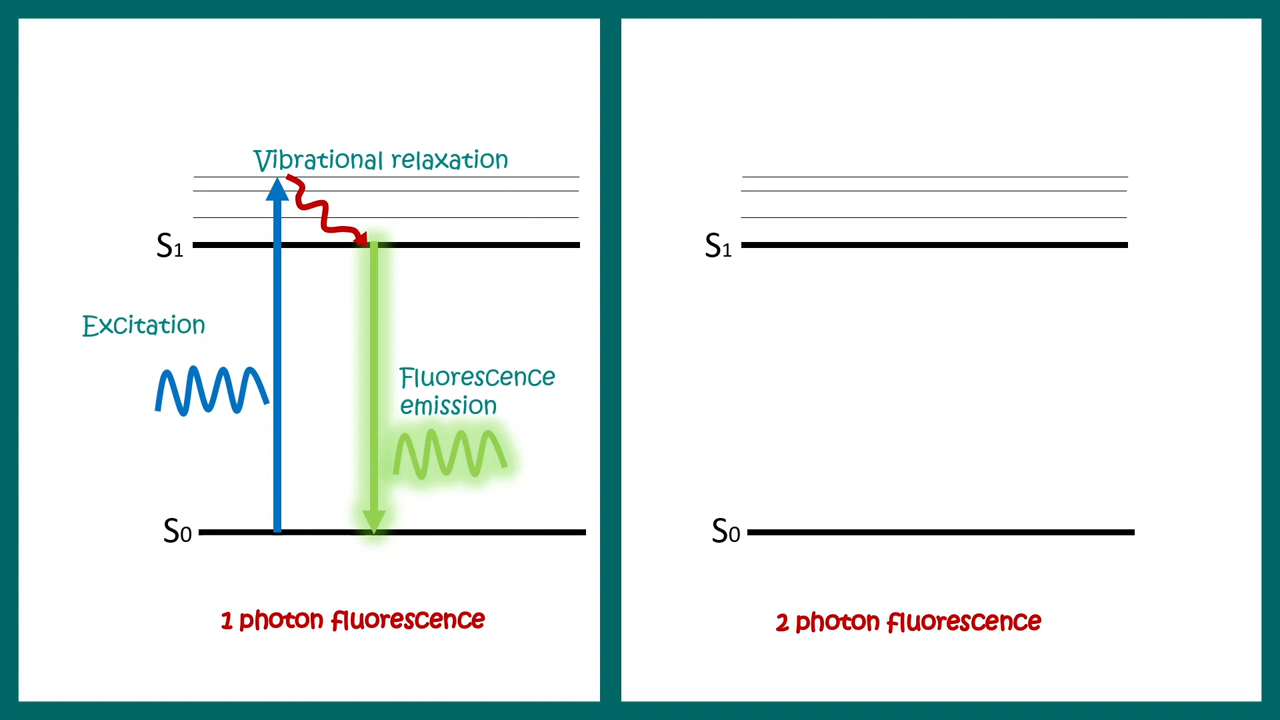 Vibrational relaxation
S1
Excitation
Fluorescence
emission
S0
1 photon fluorescence
S1
S0
2 photon fluorescence